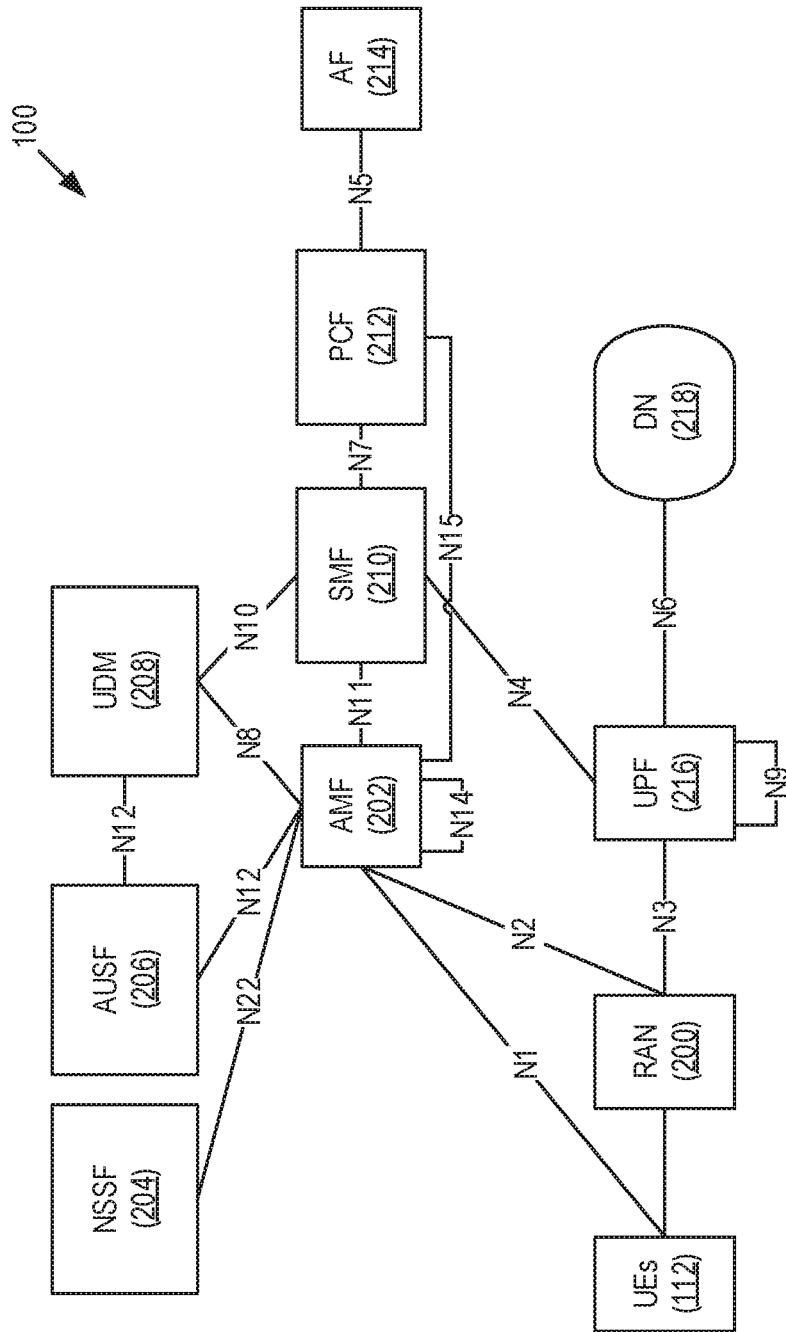 100
NSSF
(204)
AUSF
(206)
N12
UDM
(208)
N22
N12
N8
N10
AMF
(202)
N11
SMF
(210)
N7
PCF
(212)
N5
AF
(214)
N14
N15
N1
N2
N4
UEs
(112)
RAN
(200)
N3
UPF
(216)
N6
DN
(218)
N9